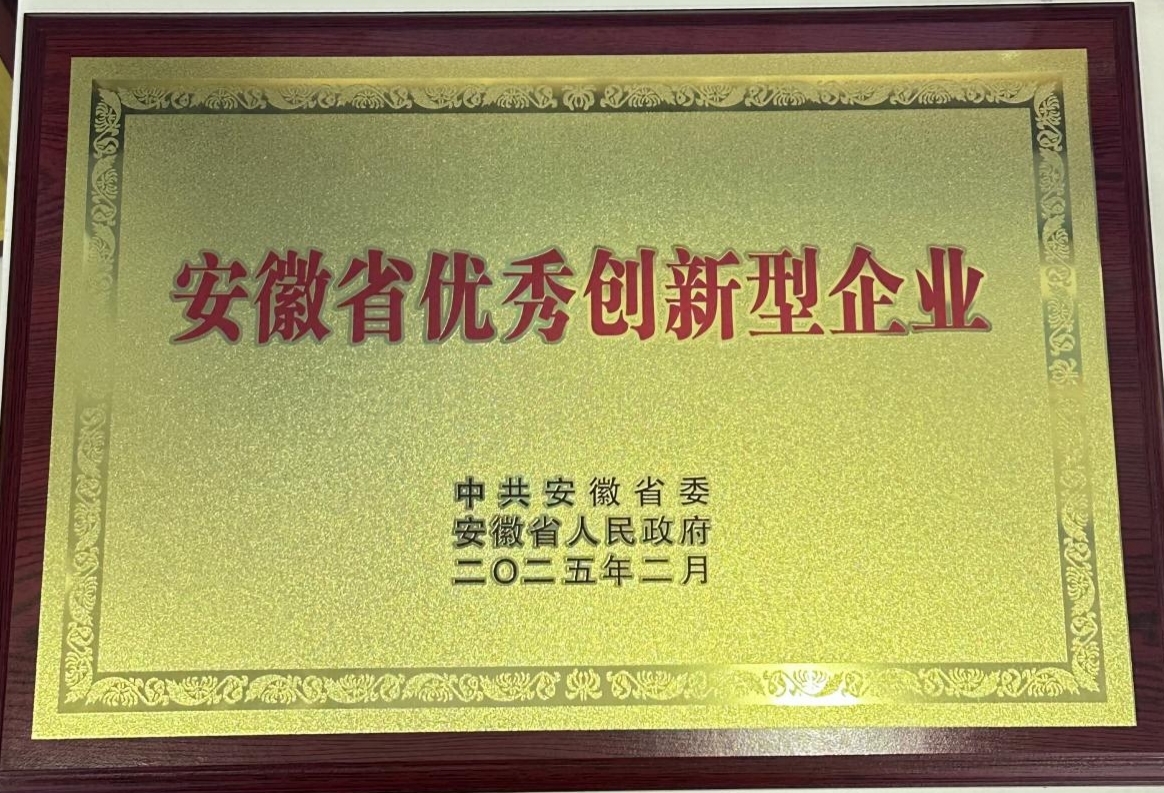 安徽省优秀创新型企业
中共安徽省委
安徽省人民政府
二〇二五年二月